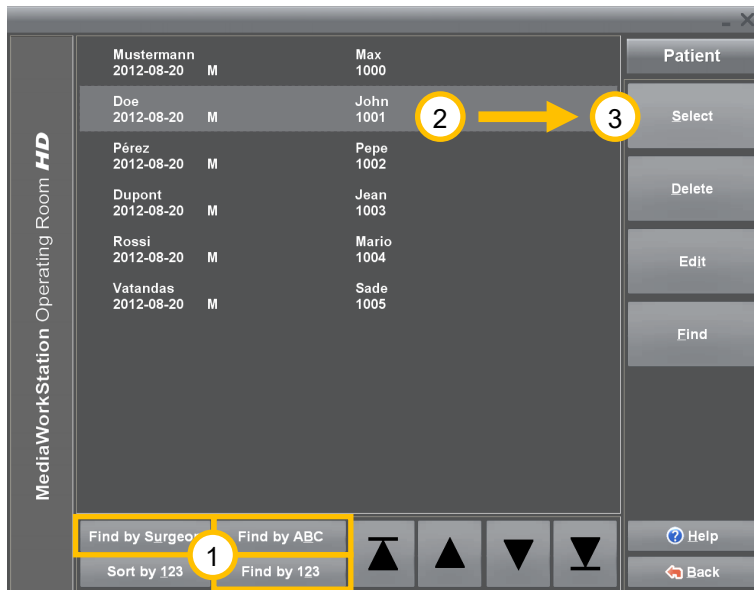 Patient
Mustermann Max
2012-08-20 M 1000
Doe John
2012-08-20 M 1001
Pérez Pepe
2012-08-20 M 1002
Dupont Jean
2012-08-20 M 1003
Rossi Mario
2012-08-20 M 1004
Vatandas Sade
2012-08-20 M 1005
2
3
Select
Delete
Edit
Find
MediaWorkStation Operating Room HD
Find by Surgeon Find by ABC
1
Sort by 123 Find by 123
Help
Back